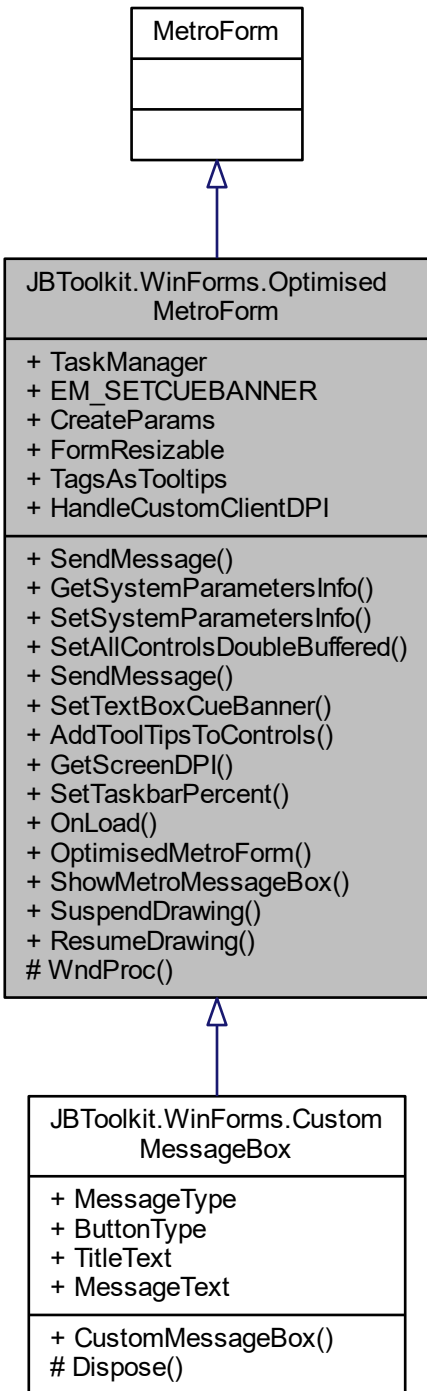 MetroForm
JBToolkit.WinForms.Optimised
MetroForm
+ TaskManager
+ EM_SETCUEBANNER
+ CreateParams
+ FormResizable
+ TagsAsTooltips
+ HandleCustomClientDPI
+ SendMessage()
+ GetSystemParametersInfo()
+ SetSystemParametersInfo()
+ SetAllControlsDoubleBuffered()
+ SendMessage()
+ SetTextBoxCueBanner()
+ AddToolTipsToControls()
+ GetScreenDPI()
+ SetTaskbarPercent()
+ OnLoad()
+ OptimisedMetroForm()
+ ShowMetroMessageBox()
+ SuspendDrawing()
+ ResumeDrawing()
# WndProc()
JBToolkit.WinForms.Custom
MessageBox
+ MessageType
+ ButtonType
+ TitleText
+ MessageText
+ CustomMessageBox()
# Dispose()